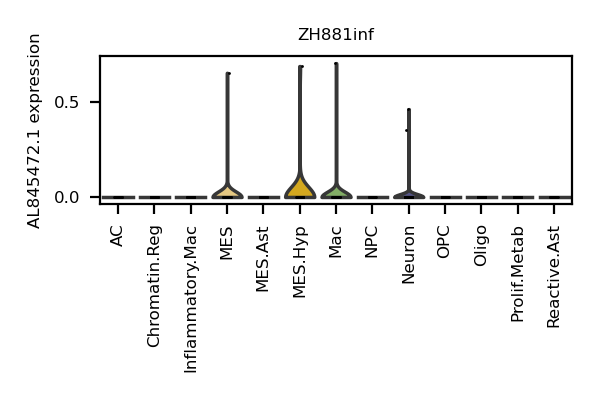 ZH881inf
AL845472.1 expression
0.5
0.0
AC
Chromatin.Reg
Inflammatory.Mac
MES
MES.Ast
MES.Hyp
Mac
NPC
Neuron
OPC
Oligo
Prolif.Metab
Reactive.Ast